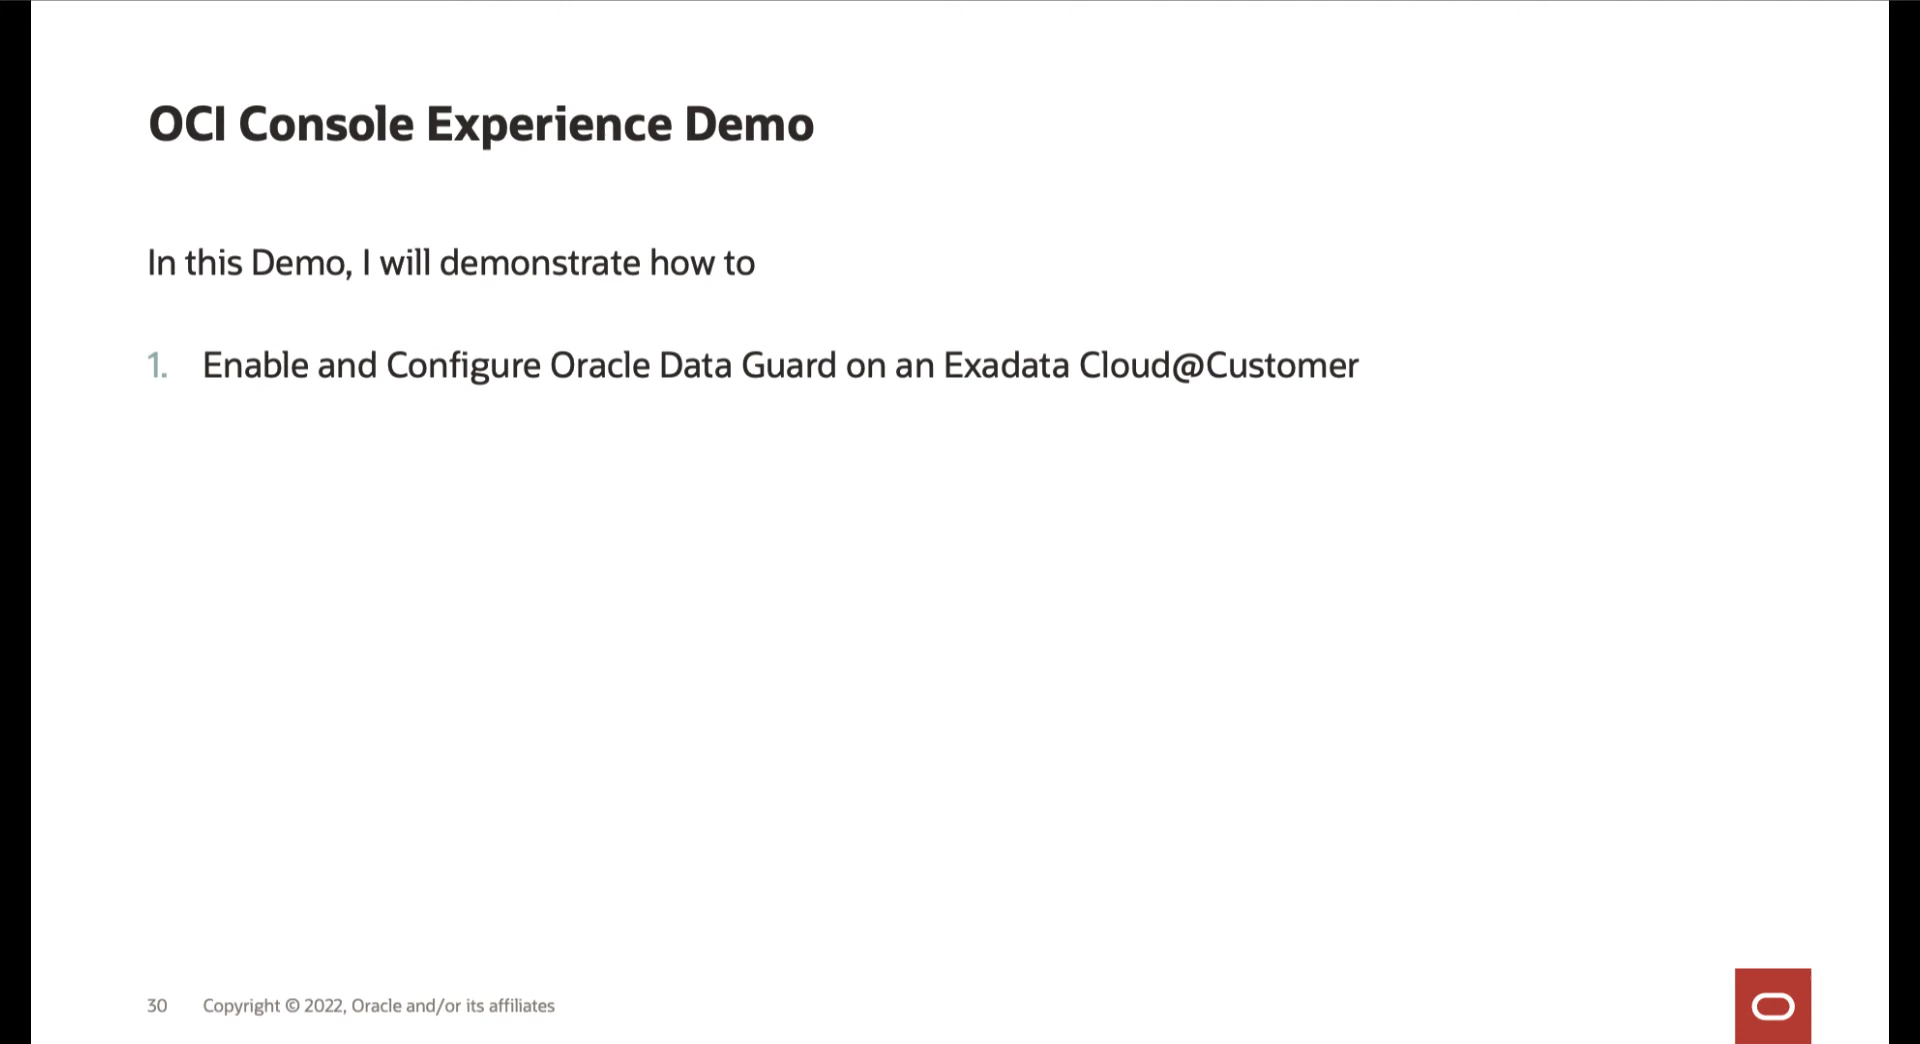 OCI Console Experience Demo
In this Demo, I will demonstrate how to
1. Enable and Configure Oracle Data Guard on an Exadata Cloud@Customer
30 Copyright © 2022, Oracle and/or its affiliates